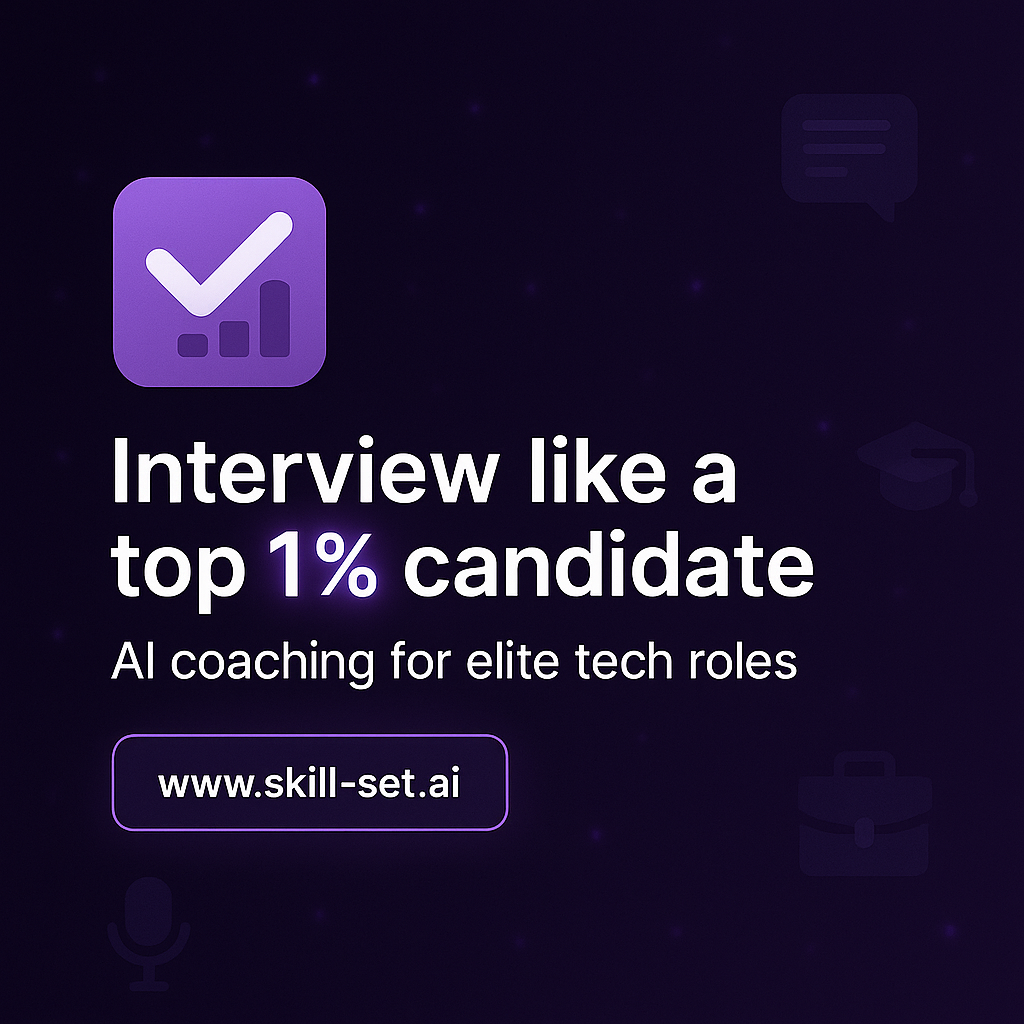 Interview like a
top 1% candidate
AI coaching for elite tech roles
www.skill-set.ai